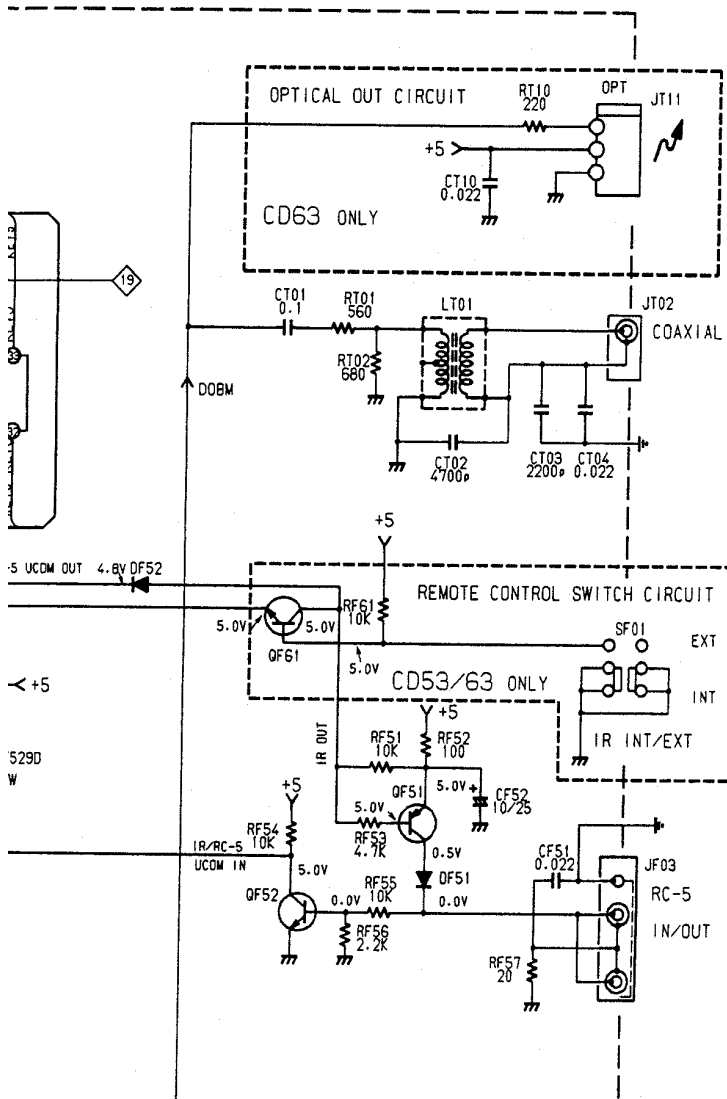 OPTICAL OUT CIRCUIT
RT10
220
OPT
JT11
+5
CT10
0.022
CD63 ONLY
19
CT01
0.1
RT01
560
LT01
JT02
COAXIAL
RT02
680
DOBM
CT02
4700p
CT03
2200p
CT04
0.022
+5
-5 UCOM OUT
4.8V
DF52
REMOTE CONTROL SWITCH CIRCUIT
RF61
10K
5.0V
5.0V
QF61
5.0V
SF01
EXT
CD53/63 ONLY
INT
+5
IR INT/EXT
+5
IR OUT
RF51
10K
RF52
100
529D
W
+5
QF51
5.0V
5.0V
+
CF52
10/25
RF54
10K
RF53
4.7K
IR/RC-5
UCOM IN
5.0V
0.5V
CF51
0.022
JF03
RC-5
IN/OUT
QF52
0.0V
RF55
10K
DF51
0.0V
RF56
2.2K
RF57
20